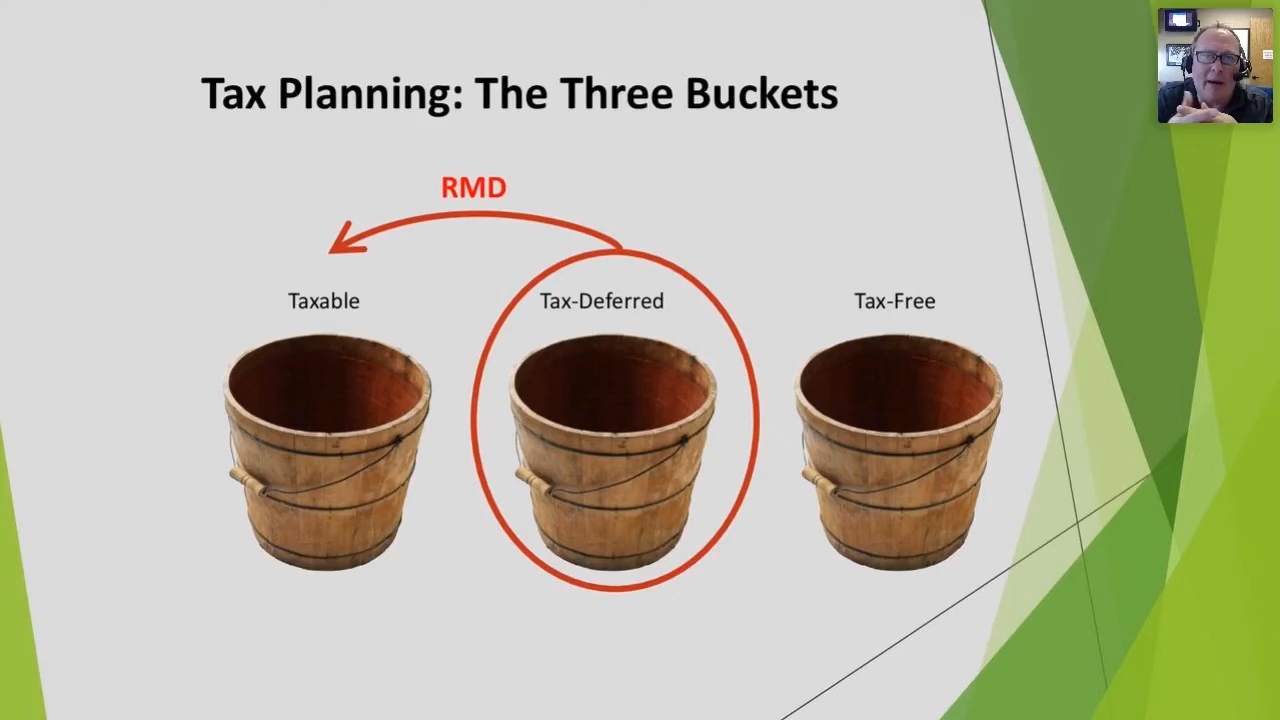 Tax Planning: The Three Buckets
RMD
Taxable
Tax-Deferred
Tax-Free